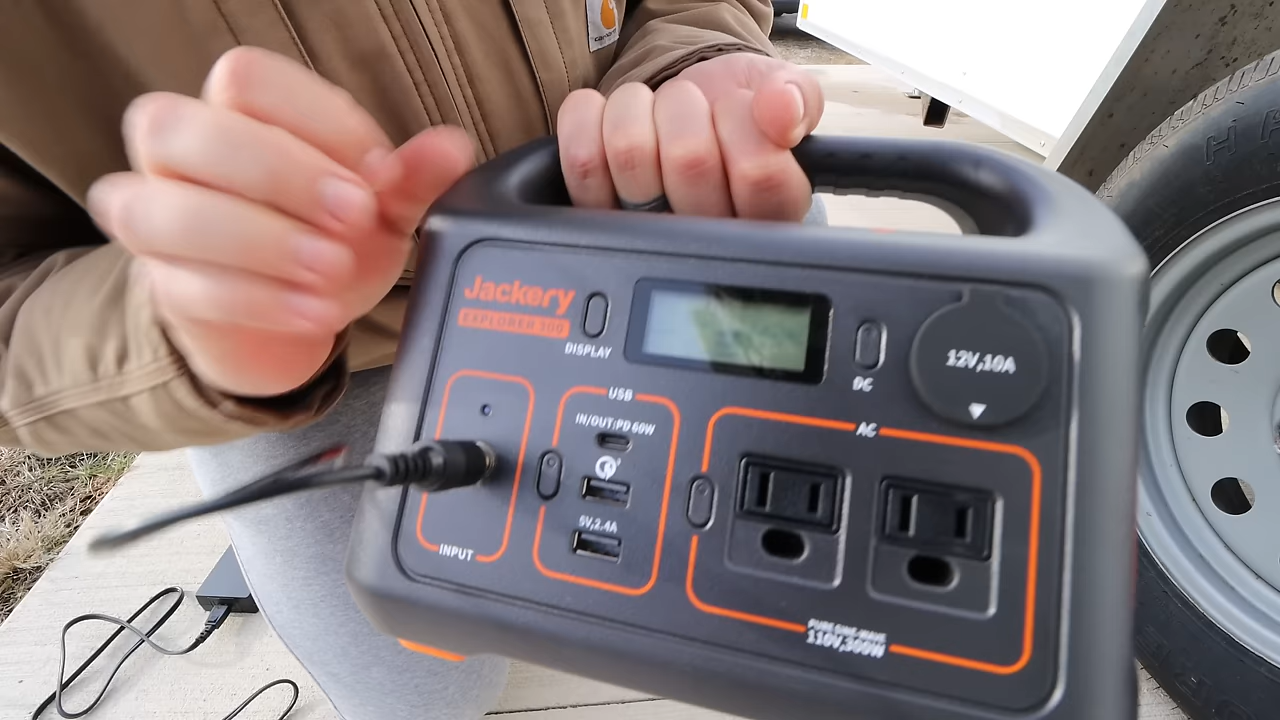 carhartt
Jackery
EXPLORER 300
DISPLAY
DC
12V,10A
USB
IN/OUT:PD 60W
5V,2.4A
INPUT
AC
PURE SINE-WAVE
110V,300W
H